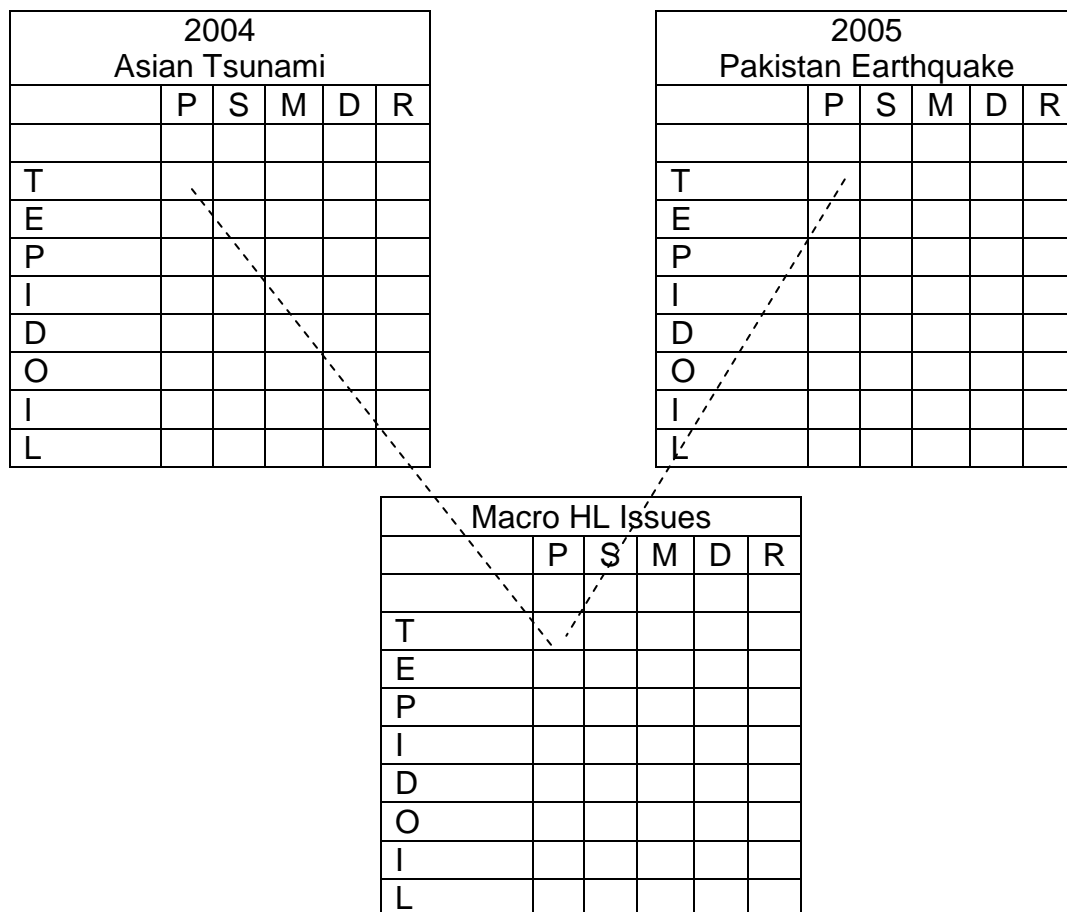 2004
Asian Tsunami
P S M D R
T
E
P
I
D
O
I
L
2005
Pakistan Earthquake
P S M D R
T
E
P
I
D
O
I
L
Macro HL Issues
P S M D R
T
E
P
I
D
O
I
L